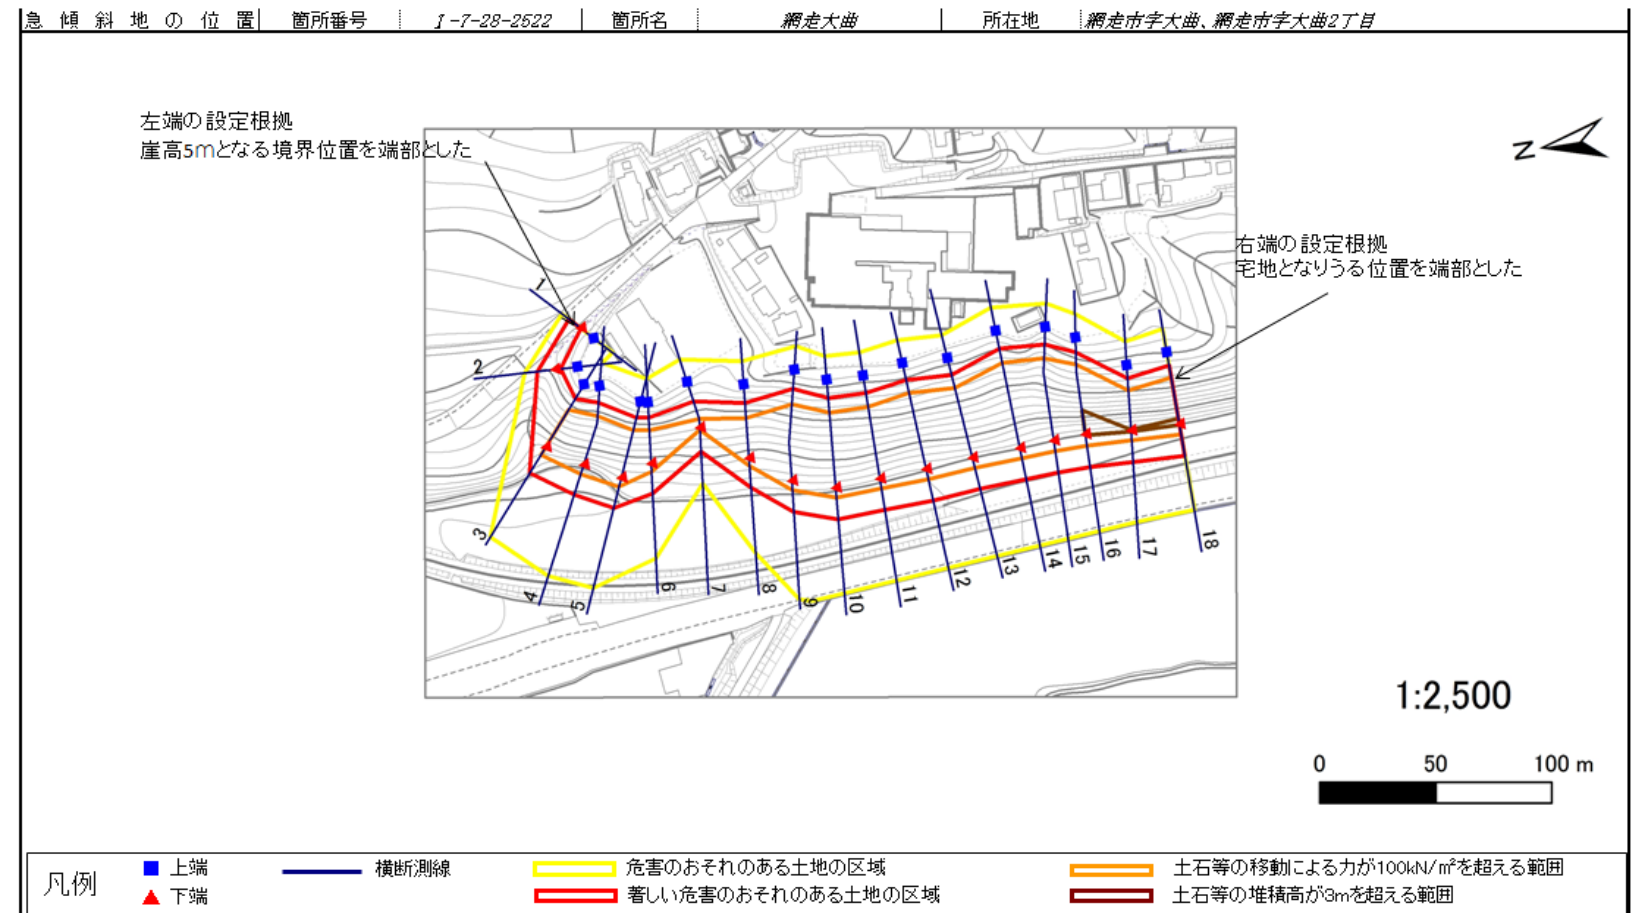 急傾斜地の位置 箇所番号 1-7-28-2522 箇所名 網走大曲 所在地 網走市字大曲、網走市字大曲2丁目
左端の設定根拠
崖高5mとなる境界位置を端部とした
N
右端の設定根拠
宅地となりうる位置を端部とした
1
2
3
4
5
6
7
8
9
10
11
12
13
14
15
16
17
18
1:2,500
0 50 100 m
凡例
上端 横断測線 危害のおそれのある土地の区域 土石等の移動による力が100kN/㎡を超える範囲
下端 著しい危害のおそれのある土地の区域 土石等の堆積高が3mを超える範囲